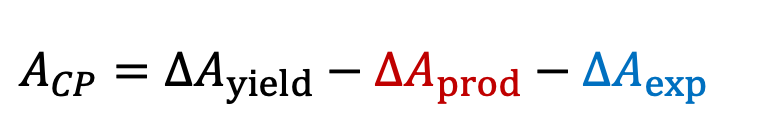 A_CP = ΔA_yield − ΔA_prod − ΔA_exp